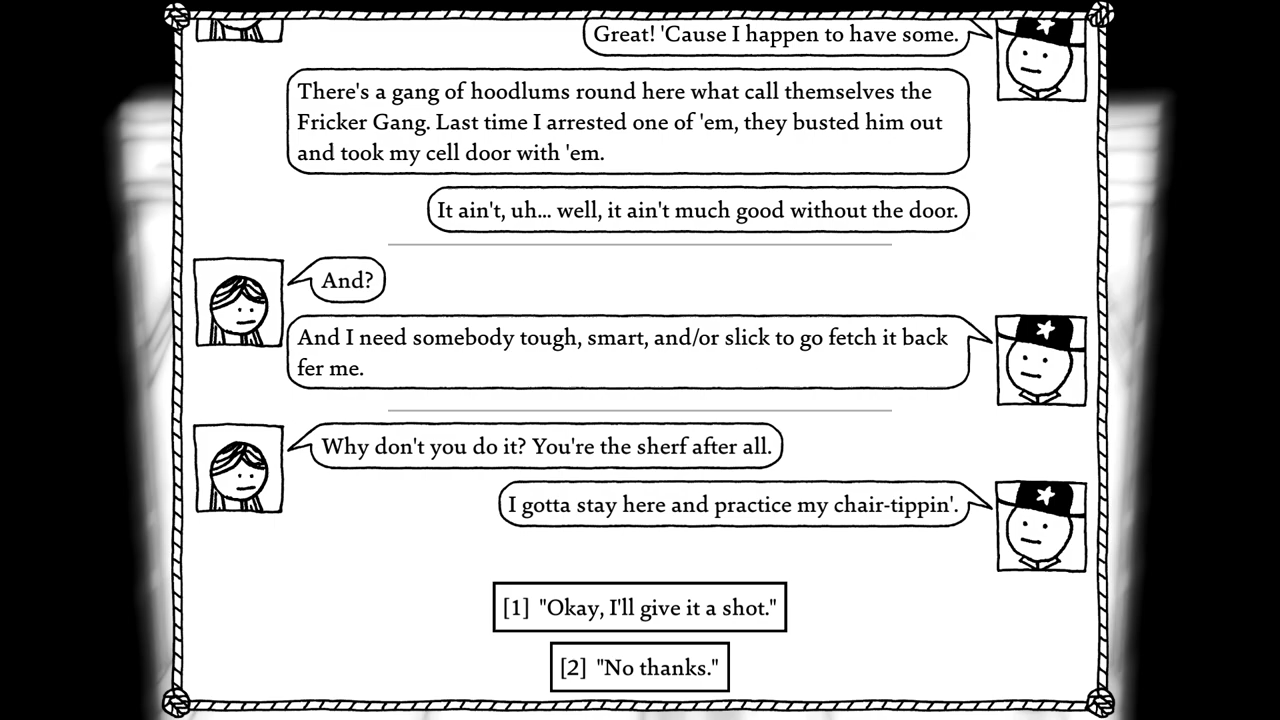 Great! 'Cause I happen to have some.
There's a gang of hoodlums round here what call themselves the
Fricker Gang. Last time I arrested one of 'em, they busted him out
and took my cell door with 'em.
It ain't, uh... well, it ain't much good without the door.
And?
And I need somebody tough, smart, and/or slick to go fetch it back
fer me.
Why don't you do it? You're the sherf after all.
I gotta stay here and practice my chair-tippin'.
[1] "Okay, I'll give it a shot."
[2] "No thanks."